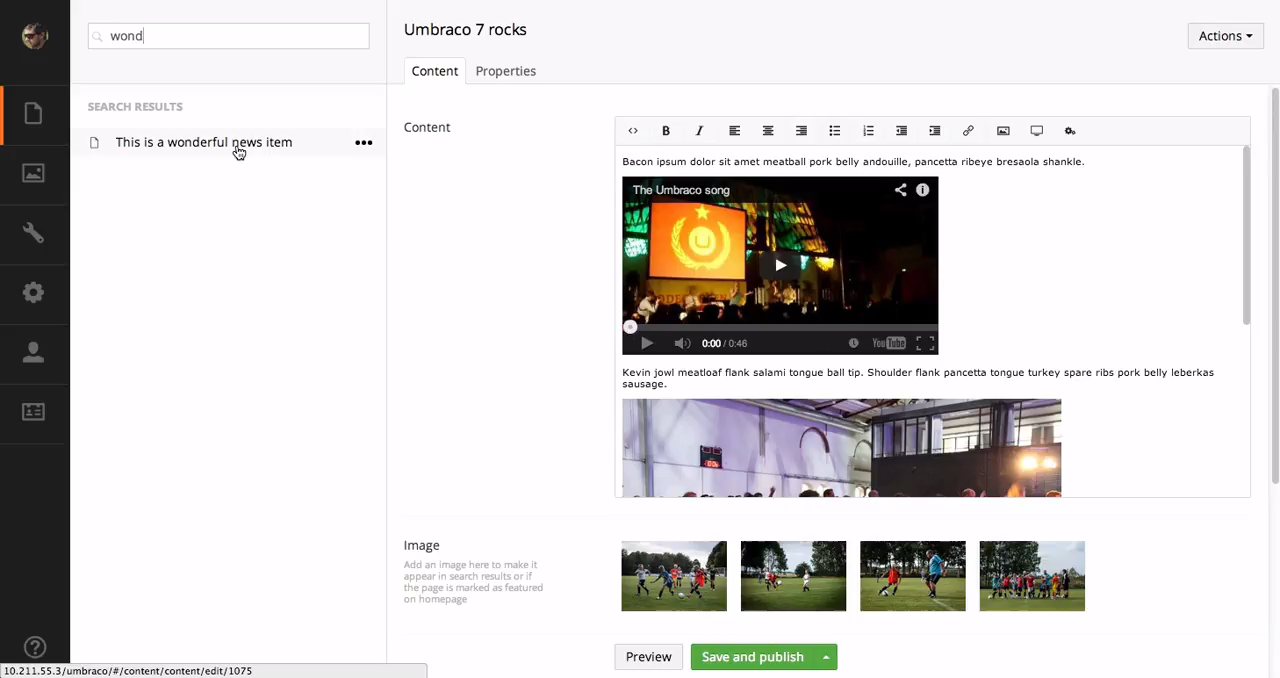 wond
SEARCH RESULTS
This is a wonderful news item
Umbraco 7 rocks
Actions
Content
Properties
Content
Bacon ipsum dolor sit amet meatball pork belly andouille, pancetta ribeye bresaola shankle.
The Umbraco song
0:00 / 0:46
YouTube
Kevin jowl meatloaf flank salami tongue ball tip. Shoulder flank pancetta tongue turkey spare ribs pork belly leberkas
sausage.
Image
Add an image here to make it
appear in search results or if
the page is marked as featured
on homepage
Preview
Save and publish
10.211.55.3/umbraco/#/content/content/edit/1075